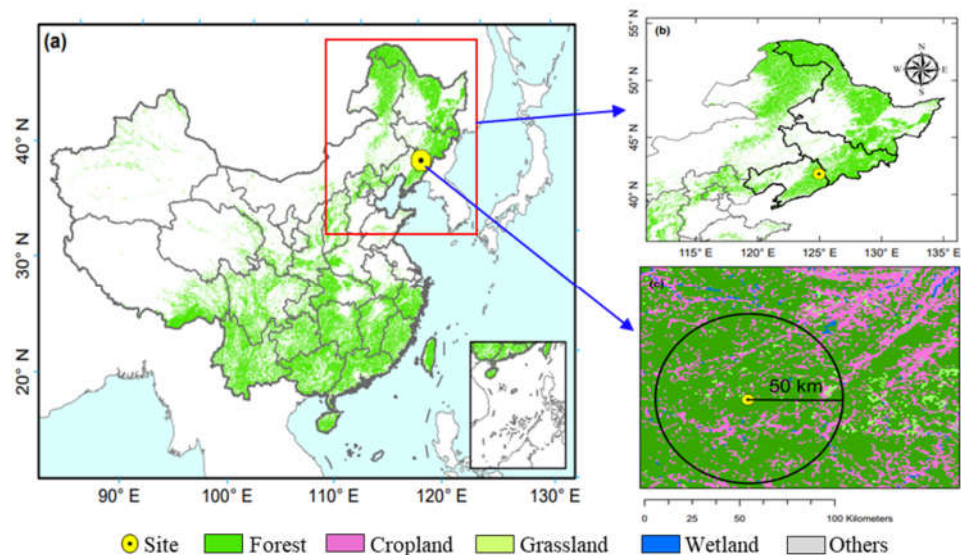 (a)
40° N
30° N
20° N
90° E
100° E
110° E
120° E
130° E
(b)
N
W
E
S
55° N
50° N
45° N
40° N
115° E
120° E
125° E
130° E
135° E
(c)
50 km
0
25
50
100 Kilometers
Site
Forest
Cropland
Grassland
Wetland
Others